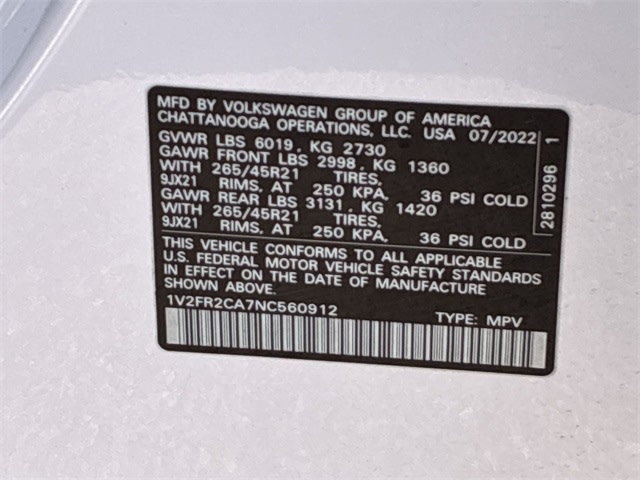 MFD BY VOLKSWAGEN GROUP OF AMERICA
CHATTANOOGA OPERATIONS, LLC. USA 07/2022
GVWR LBS 6019, KG 2730
GAWR FRONT LBS 2998, KG 1360
WITH 265/45R21 TIRES,
9JX21 RIMS, AT 250 KPA, 36 PSI COLD
GAWR REAR LBS 3131, KG 1420
WITH 265/45R21 TIRES,
9JX21 RIMS, AT 250 KPA, 36 PSI COLD
THIS VEHICLE CONFORMS TO ALL APPLICABLE
U.S. FEDERAL MOTOR VEHICLE SAFETY STANDARDS
IN EFFECT ON THE DATE OF MANUFACTURE
SHOWN ABOVE.
1V2FR2CA7NC560912 TYPE: MPV
2810296 1